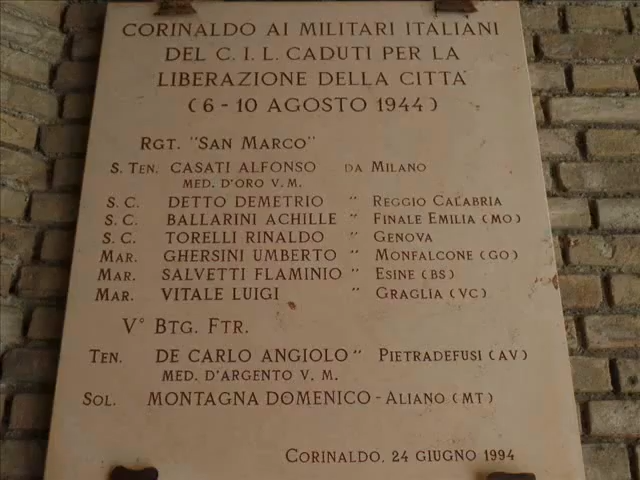 CORINALDO AI MILITARI ITALIANI
DEL C. I. L. CADUTI PER LA
LIBERAZIONE DELLA CITTÀ
(6 - 10 AGOSTO 1944)
RGT. "SAN MARCO"
S. TEN. CASATI ALFONSO DA MILANO
MED. D'ORO V. M.
S. C. DETTO DEMETRIO " REGGIO CALABRIA
S. C. BALLARINI ACHILLE " FINALE EMILIA (MO)
S. C. TORELLI RINALDO " GENOVA
MAR. GHERSINI UMBERTO " MONFALCONE (GO)
MAR. SALVETTI FLAMINIO " ESINE (BS)
MAR. VITALE LUIGI " GRAGLIA (VC)
V° BTG. FTR.
TEN. DE CARLO ANGIOLO " PIETRADEFUSI (AV)
MED. D'ARGENTO V. M.
SOL. MONTAGNA DOMENICO - ALIANO (MT)
CORINALDO, 24 GIUGNO 1994